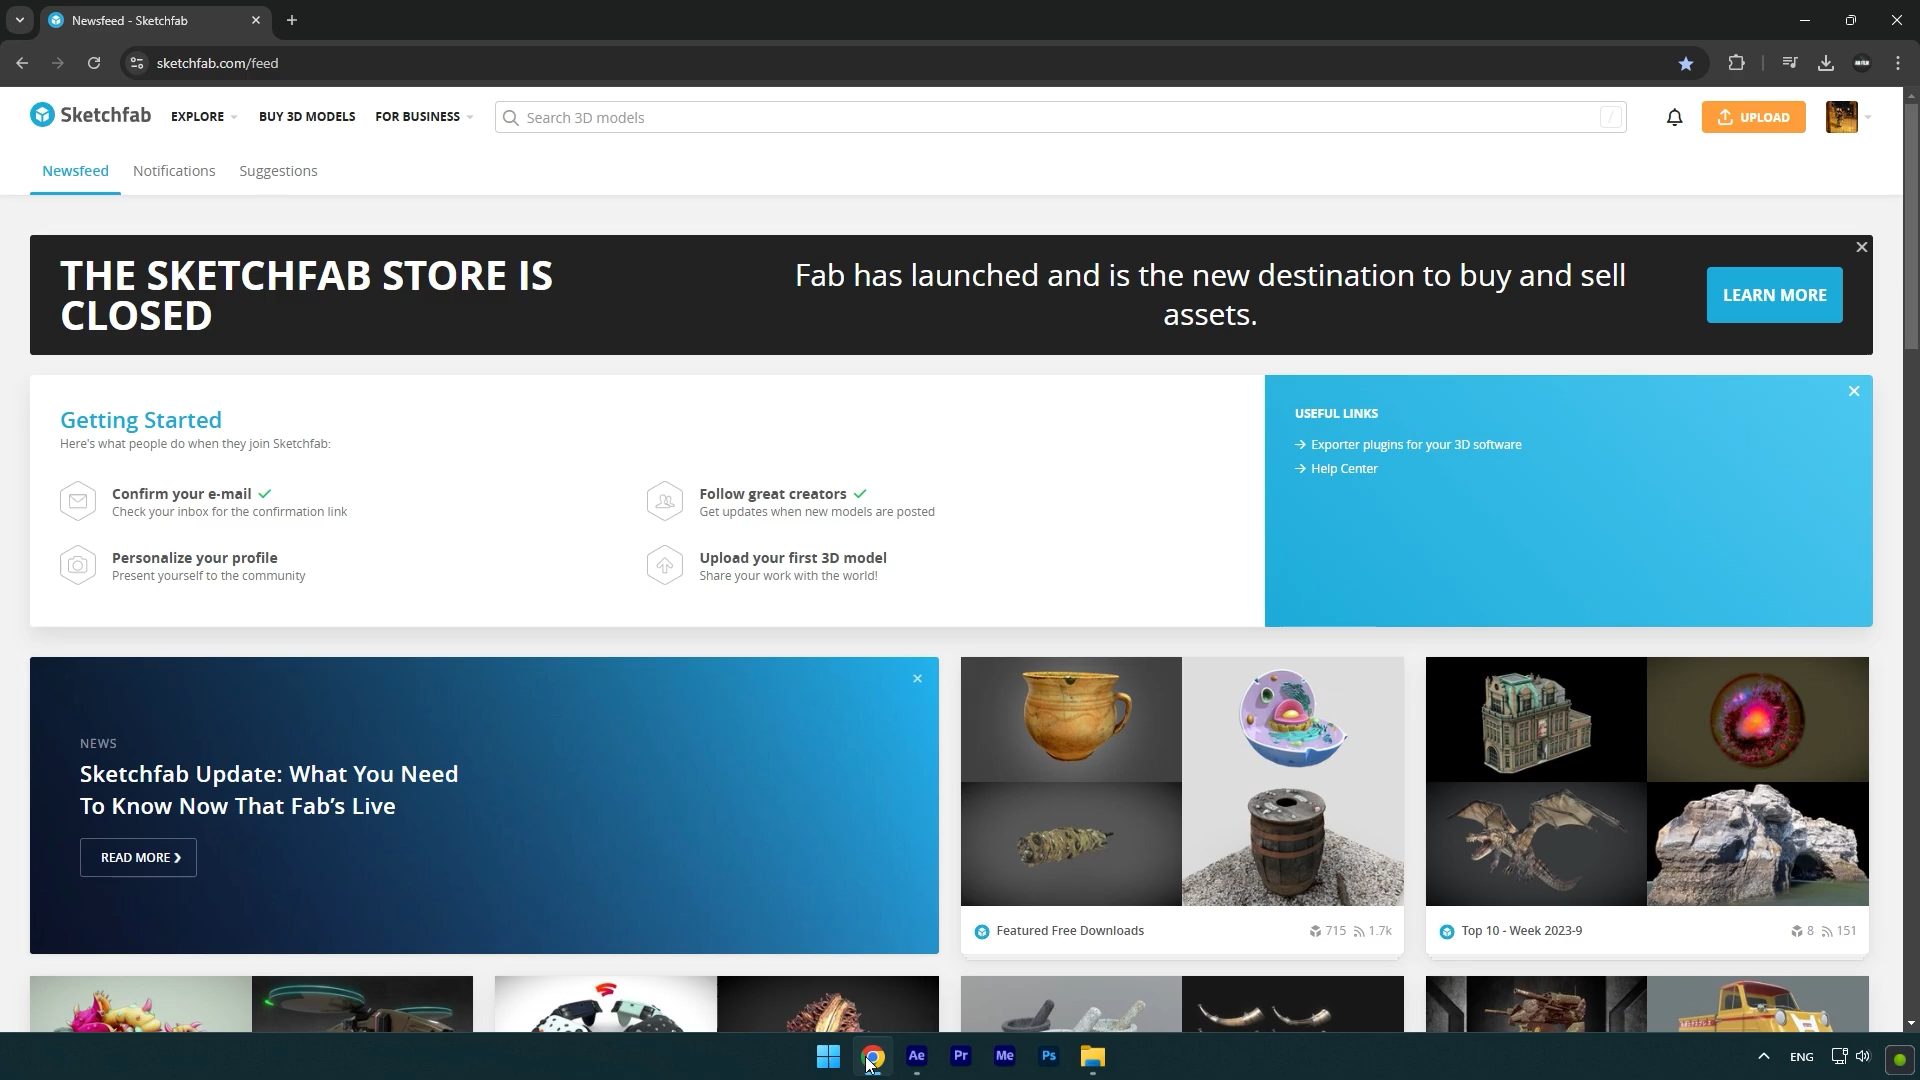 Newsfeed - Sketchfab
sketchfab.com/feed
Sketchfab
EXPLORE
BUY 3D MODELS
FOR BUSINESS
Search 3D models
/
UPLOAD
Newsfeed
Notifications
Suggestions
THE SKETCHFAB STORE IS
CLOSED
Fab has launched and is the new destination to buy and sell
assets.
LEARN MORE
Getting Started
Here's what people do when they join Sketchfab:
Confirm your e-mail
Check your inbox for the confirmation link
Follow great creators
Get updates when new models are posted
Personalize your profile
Present yourself to the community
Upload your first 3D model
Share your work with the world!
USEFUL LINKS
→ Exporter plugins for your 3D software
→ Help Center
NEWS
Sketchfab Update: What You Need
To Know Now That Fab’s Live
READ MORE ❯
Featured Free Downloads
715
1.7k
Top 10 - Week 2023-9
8
151
Ae
Pr
Me
Ps
ENG